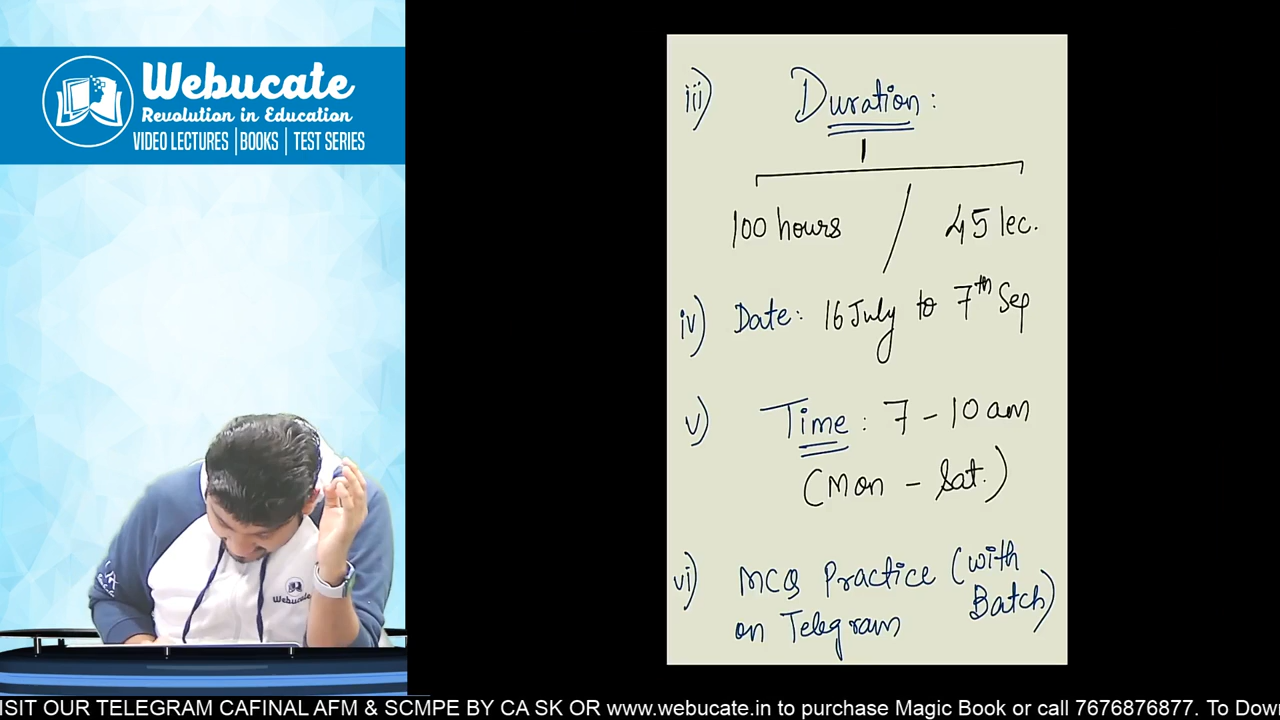 Webucate
Revolution in Education
VIDEO LECTURES | BOOKS | TEST SERIES
iii) Duration:
100 hours / 45 lec.
iv) Date: 16 July to 7th Sep
v) Time: 7 - 10 am
(Mon - Sat.)
vi) MCQ Practice (with
on Telegram Batch)
Webucate
ISIT OUR TELEGRAM CAFINAL AFM & SCMPE BY CA SK OR www.webucate.in to purchase Magic Book or call 7676876877. To Dow